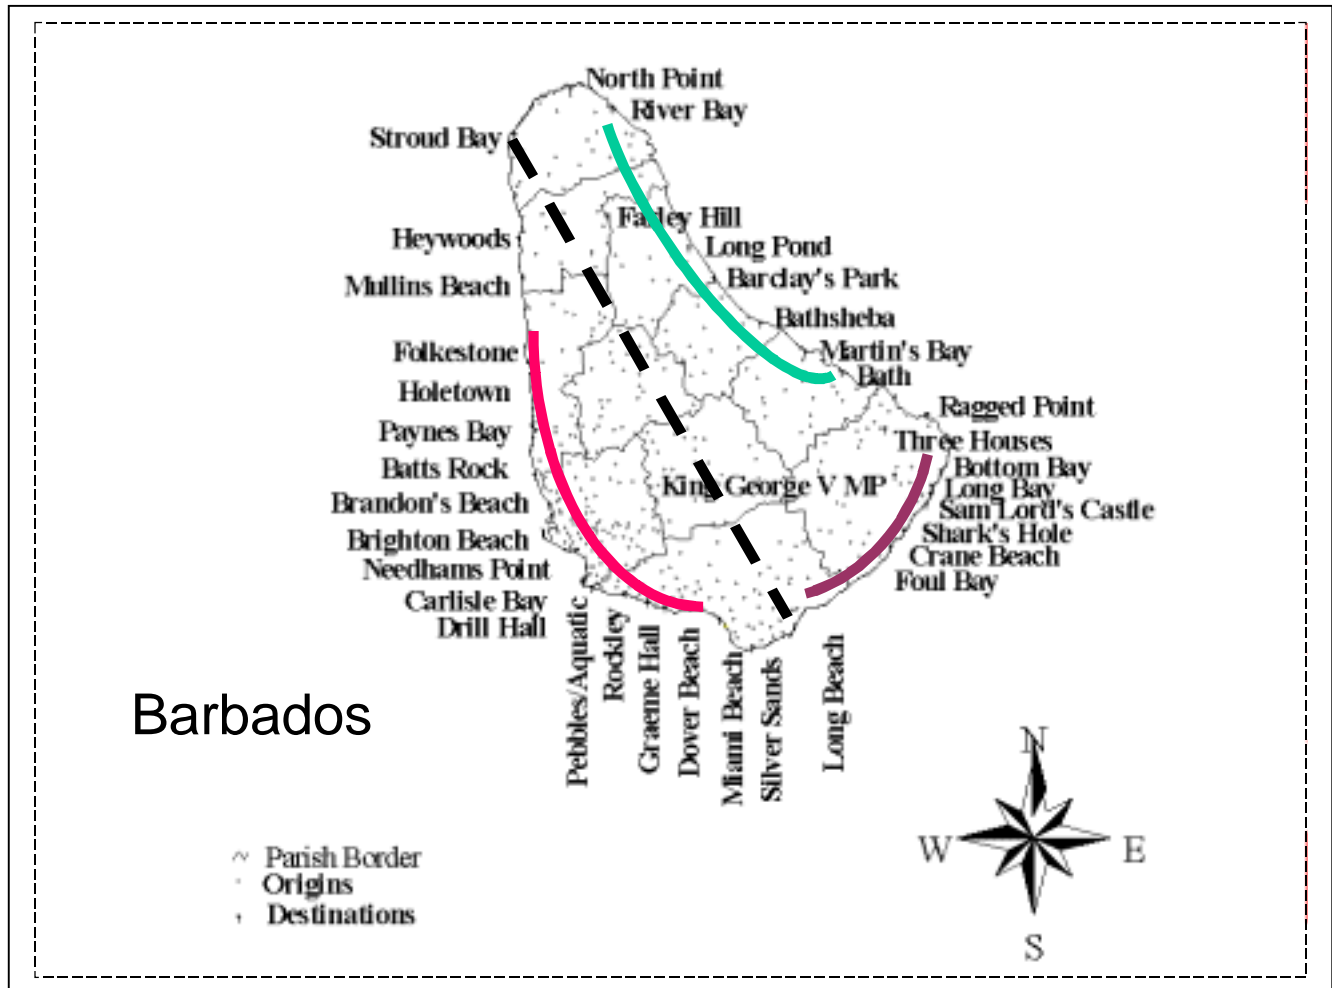 North Point
River Bay
Stroud Bay
Farley Hill
Heywoods
Long Pond
Barclay's Park
Mullins Beach
Bathsheba
Folkestone
Martin's Bay
Bath
Holetown
Ragged Point
Paynes Bay
Three Houses
Batts Rock
Bottom Bay
King George V MP
Long Bay
Brandon's Beach
Sam Lord's Castle
Shark's Hole
Brighton Beach
Crane Beach
Needhams Point
Foul Bay
Carlisle Bay
Drill Hall
Pebbles/Aquatic
Rockley
Graeme Hall
Dover Beach
Miami Beach
Silver Sands
Long Beach
Barbados
N
W
E
S
Parish Border
Origins
Destinations